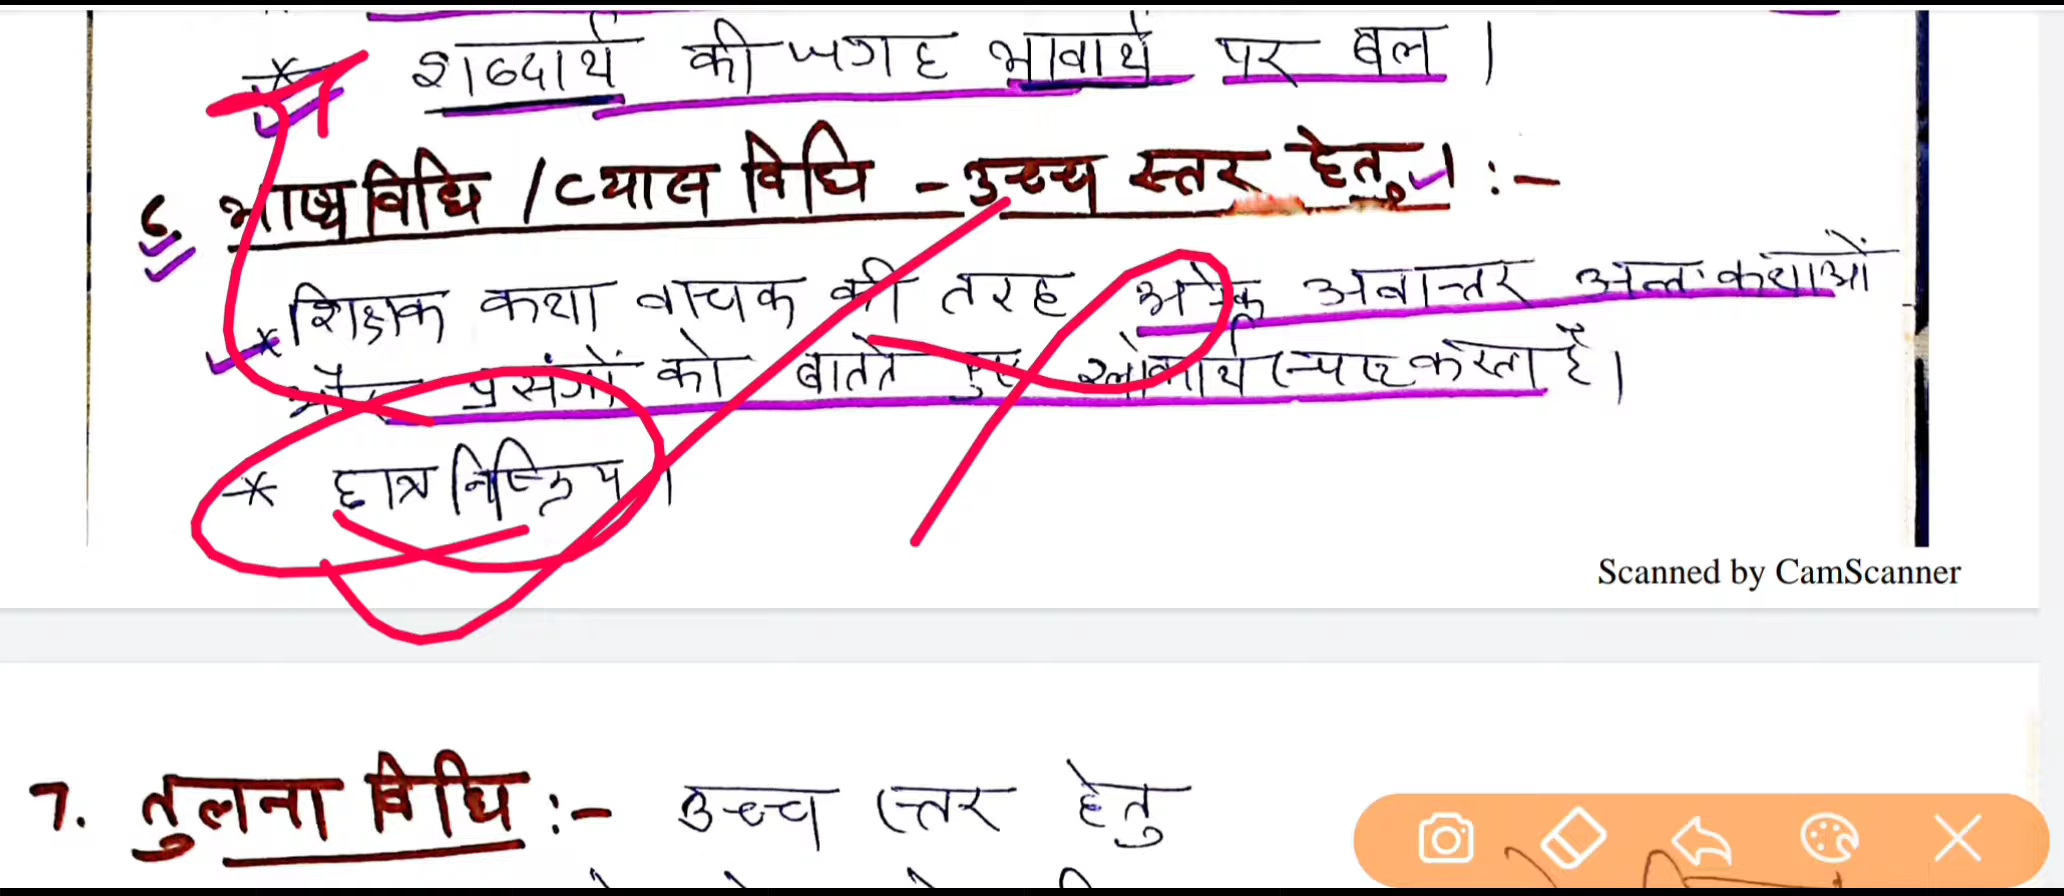 * शब्दार्थ की जगह भावार्थ पर बल ।
6. भाष्य विधि / व्यास विधि - उच्च स्तर हेतु । :-
* शिक्षक कथा वाचक की तरह अनेक अवान्तर अन्तः कथाओं
और प्रसंगों को बाताते हुए श्लोकार्थ स्पष्ट करता है ।
* छात्र निष्क्रिय ।
Scanned by CamScanner
7. तुलना विधि :- उच्च स्तर हेतु